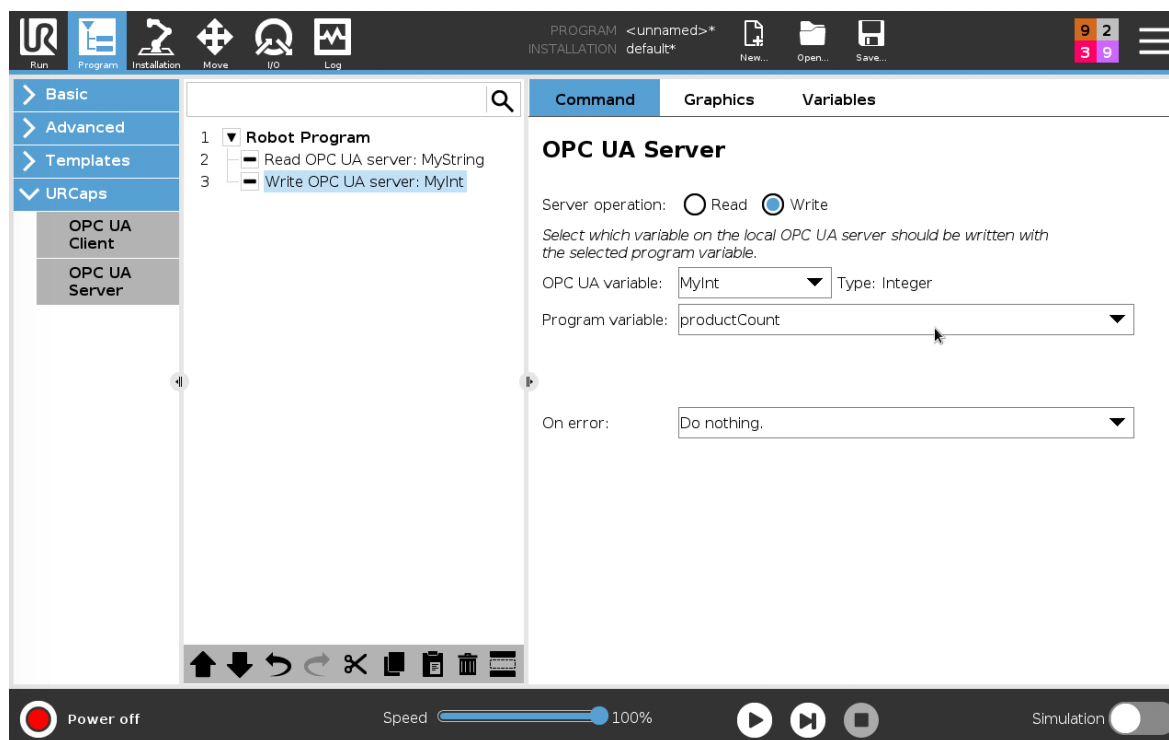 UR
PROGRAM <unnamed>*
INSTALLATION default*
9 2
3 9
Run
Program
Installation
Move
I/O
Log
New...
Open...
Save...
Basic
Advanced
Templates
URCaps
OPC UA
Client
OPC UA
Server
1 Robot Program
2 Read OPC UA server: MyString
3 Write OPC UA server: MyInt
Command Graphics Variables
OPC UA Server
Server operation: Read Write
Select which variable on the local OPC UA server should be written with
the selected program variable.
OPC UA variable: MyInt Type: Integer
Program variable: productCount
On error: Do nothing.
Power off
Speed 100%
Simulation